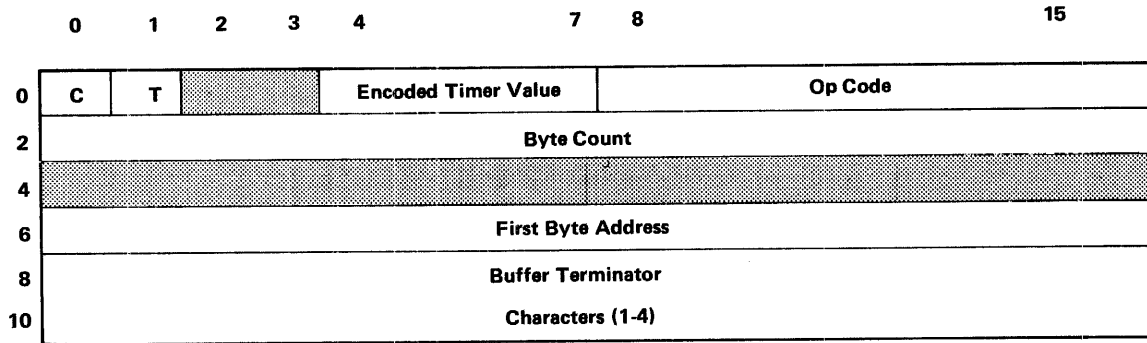 0 1 2 3 4 7 8 15
0 C T Encoded Timer Value Op Code
2 Byte Count
4
6 First Byte Address
8 Buffer Terminator
10 Characters (1-4)